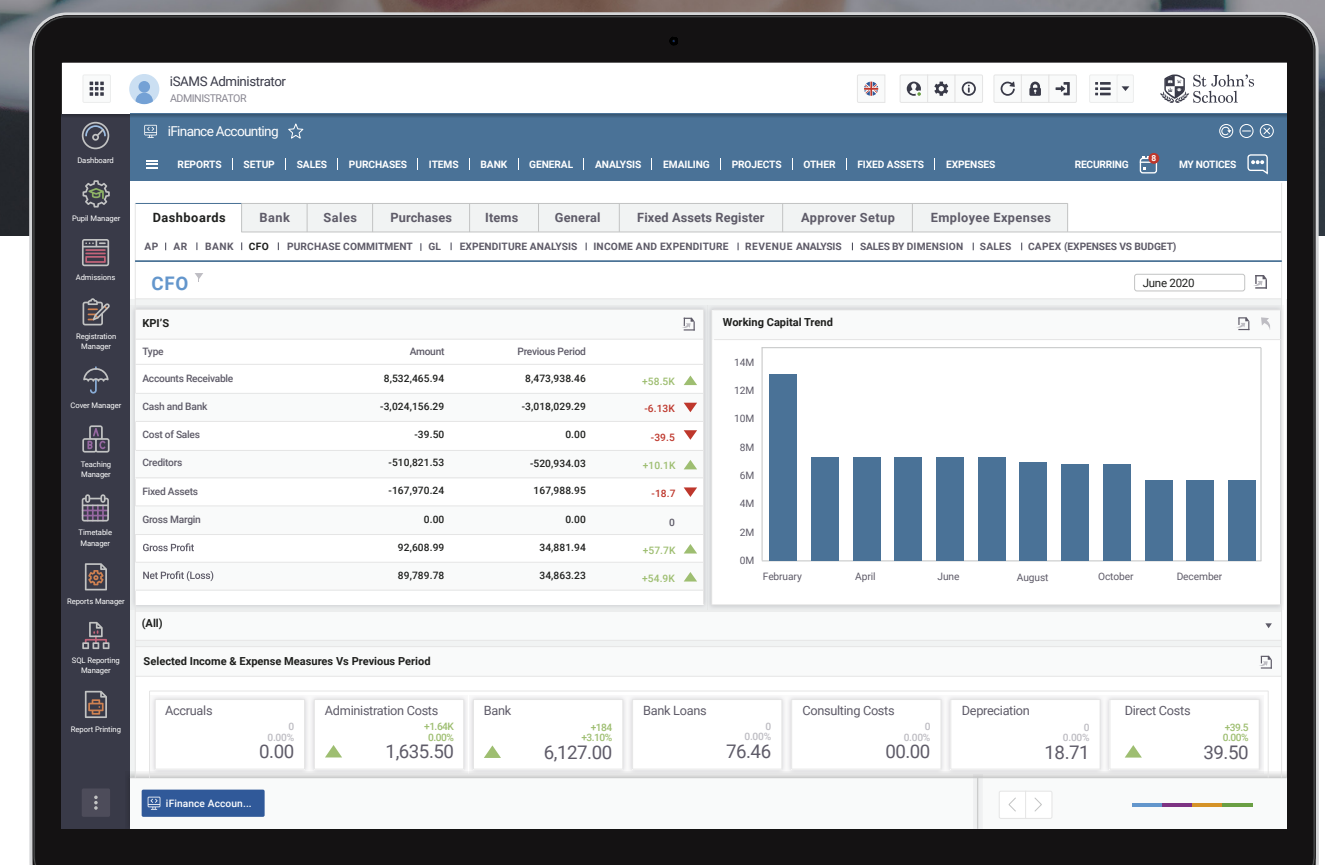 iSAMS Administrator
ADMINISTRATOR
St John's
School
iFinance Accounting
REPORTS | SETUP | SALES | PURCHASES | ITEMS | BANK | GENERAL | ANALYSIS | EMAILING | PROJECTS | OTHER | FIXED ASSETS | EXPENSES
RECURRING 8 MY NOTICES
Dashboard
Pupil Manager
Admissions
Registration
Manager
Cover Manager
A
B C
Teaching
Manager
Timetable
Manager
Reports Manager
SQL Reporting
Manager
Report Printing
Dashboards Bank Sales Purchases Items General Fixed Assets Register Approver Setup Employee Expenses
AP | AR | BANK | CFO | PURCHASE COMMITMENT | GL | EXPENDITURE ANALYSIS | INCOME AND EXPENDITURE | REVENUE ANALYSIS | SALES BY DIMENSION | SALES | CAPEX (EXPENSES VS BUDGET)
CFO
June 2020
KPI'S
Type Amount Previous Period
Accounts Receivable 8,532,465.94 8,473,938.46 +58.5K
Cash and Bank -3,024,156.29 -3,018,029.29 -6.13K
Cost of Sales -39.50 0.00 -39.5
Creditors -510,821.53 -520,934.03 +10.1K
Fixed Assets -167,970.24 167,988.95 -18.7
Gross Margin 0.00 0.00 0
Gross Profit 92,608.99 34,881.94 +57.7K
Net Profit (Loss) 89,789.78 34,863.23 +54.9K
Working Capital Trend
14M
12M
10M
8M
6M
4M
2M
0M
February April June August October December
(All)
Selected Income & Expense Measures Vs Previous Period
Accruals
0
0.00%
0.00
Administration Costs
+1.64K
0.00%
1,635.50
Bank
+184
+3.10%
6,127.00
Bank Loans
0
0.00%
76.46
Consulting Costs
0
0.00%
00.00
Depreciation
0
0.00%
18.71
Direct Costs
+39.5
0.00%
39.50
iFinance Accoun...